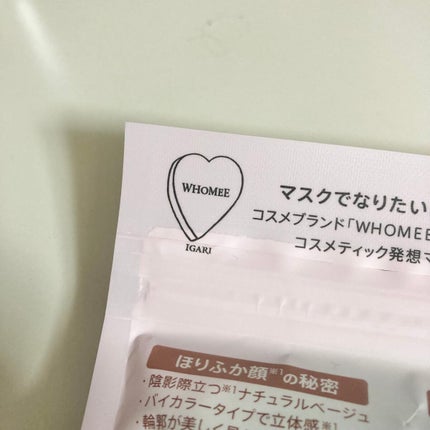 WHOMEE
IGARI
マスクでなりたい
コスメブランド「WHOMEE
コスメティック発想
ほりふか顔※1の秘密
・陰影際立つ※1ナチュラルベージュ
・バイカラータイプで立体感※1
・輪郭が美しく